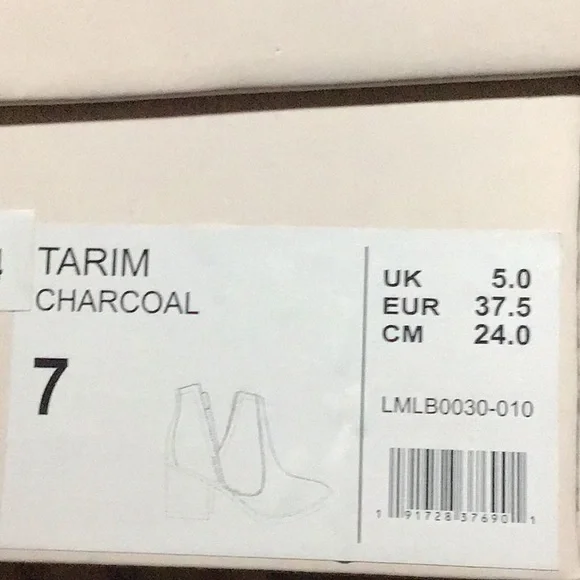 TARIM
CHARCOAL
7
UK 5.0
EUR 37.5
CM 24.0
LMLB0030-010
1 91728 37690 1